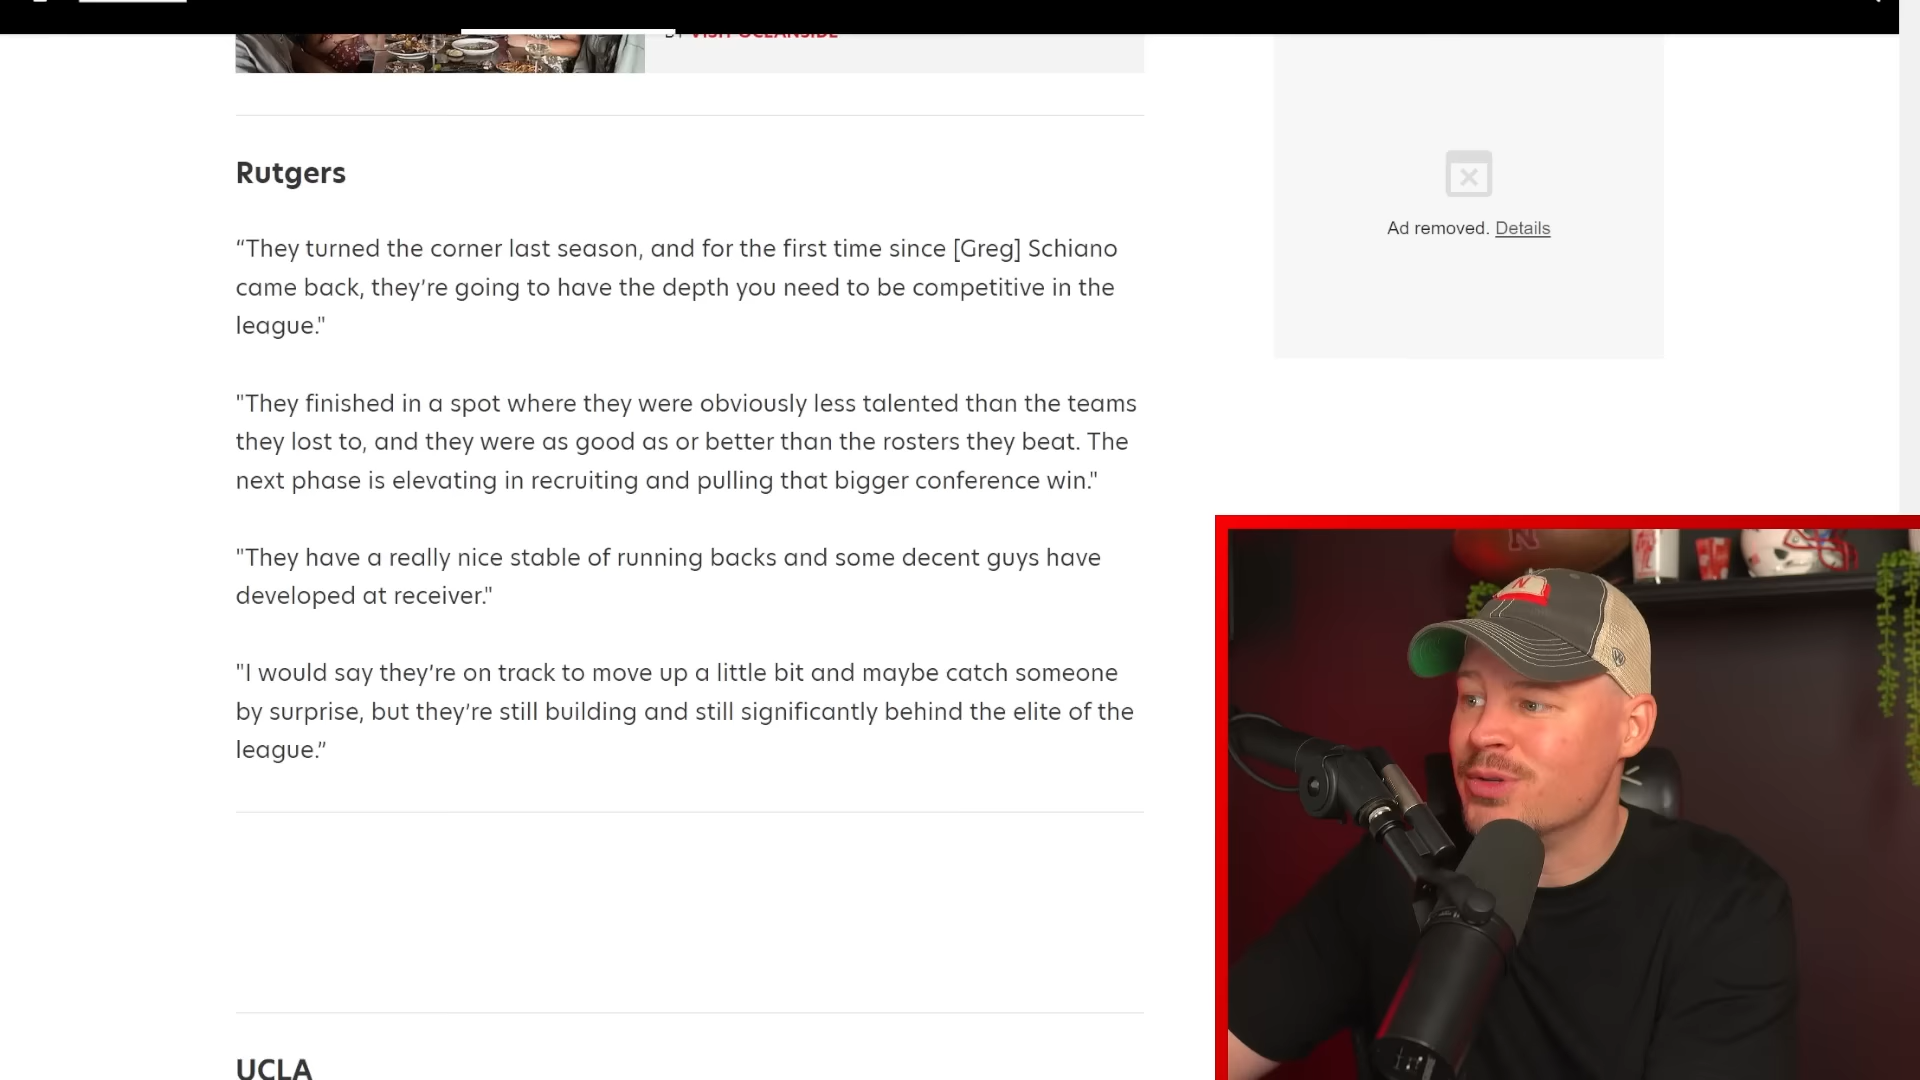 BY VISIT OCEANSIDE
Rutgers
“They turned the corner last season, and for the first time since [Greg] Schiano
came back, they’re going to have the depth you need to be competitive in the
league."
"They finished in a spot where they were obviously less talented than the teams
they lost to, and they were as good as or better than the rosters they beat. The
next phase is elevating in recruiting and pulling that bigger conference win."
"They have a really nice stable of running backs and some decent guys have
developed at receiver."
"I would say they’re on track to move up a little bit and maybe catch someone
by surprise, but they’re still building and still significantly behind the elite of the
league.”
UCLA
Ad removed. Details
N
N